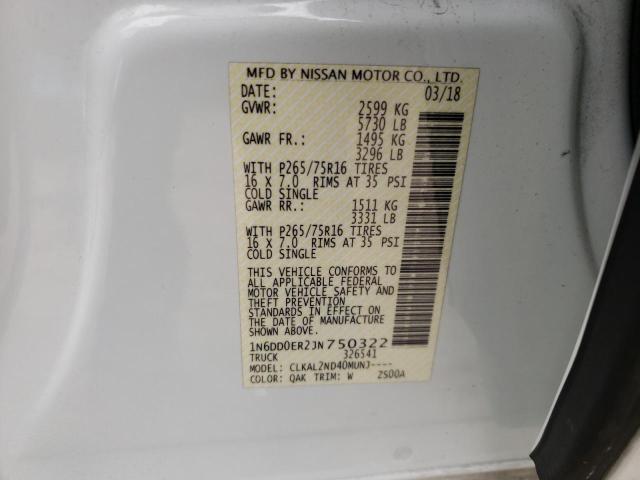 MFD BY NISSAN MOTOR CO., LTD.
DATE: 03/18
GVWR: 2599 KG
5730 LB
GAWR FR.: 1495 KG
3296 LB
WITH P265/75R16 TIRES
16 X 7.0 RIMS AT 35 PSI
COLD SINGLE
GAWR RR.: 1511 KG
3331 LB
WITH P265/75R16 TIRES
16 X 7.0 RIMS AT 35 PSI
COLD SINGLE
THIS VEHICLE CONFORMS TO
ALL APPLICABLE FEDERAL
MOTOR VEHICLE SAFETY AND
THEFT PREVENTION
STANDARDS IN EFFECT ON
THE DATE OF MANUFACTURE
SHOWN ABOVE.
1N6DD0ER2JN750322
TRUCK 326541
MODEL: CLKAL2ND40MUNJ----
COLOR: QAK TRIM: W 2S00A